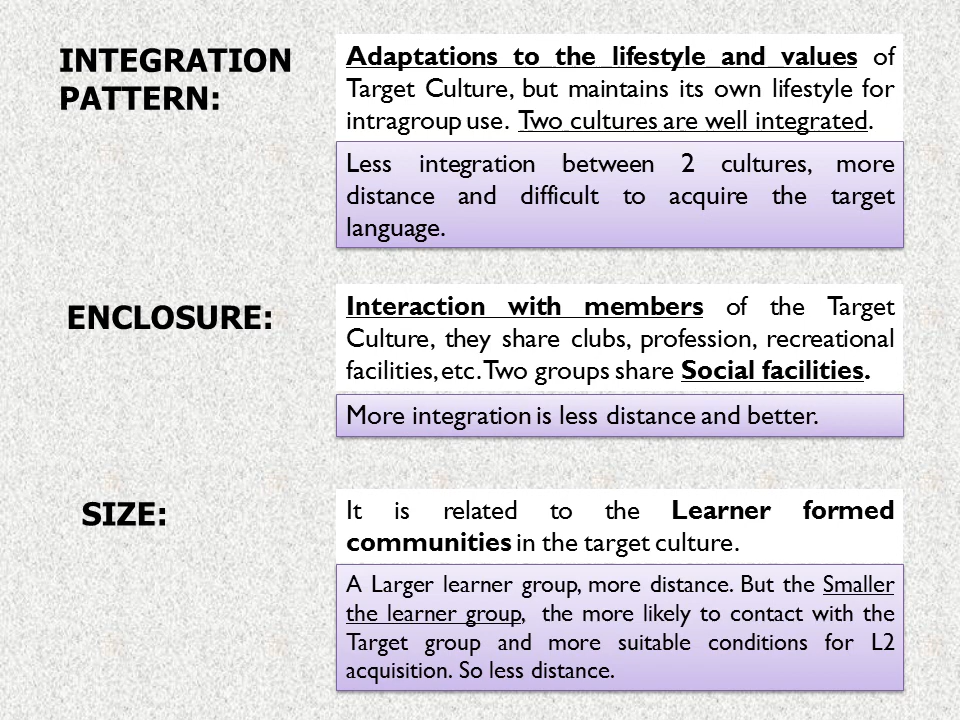 INTEGRATION
PATTERN:
Adaptations to the lifestyle and values of
Target Culture, but maintains its own lifestyle for
intragroup use. Two cultures are well integrated.
Less integration between 2 cultures, more
distance and difficult to acquire the target
language.
ENCLOSURE:
Interaction with members of the Target
Culture, they share clubs, profession, recreational
facilities, etc. Two groups share Social facilities.
More integration is less distance and better.
SIZE:
It is related to the Learner formed
communities in the target culture.
A Larger learner group, more distance. But the Smaller
the learner group, the more likely to contact with the
Target group and more suitable conditions for L2
acquisition. So less distance.